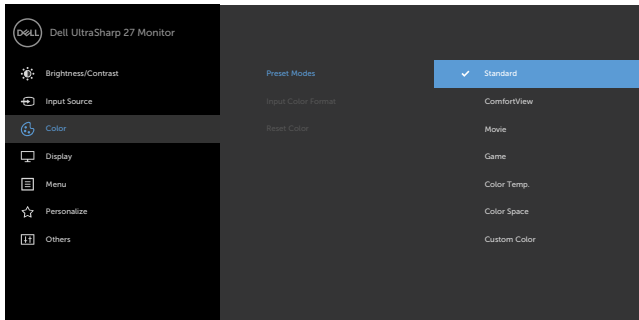 DELL Dell UltraSharp 27 Monitor
Brightness/Contrast
Input Source
Color
Display
Menu
Personalize
Others
Preset Modes
Input Color Format
Reset Color
Standard
ComfortView
Movie
Game
Color Temp.
Color Space
Custom Color